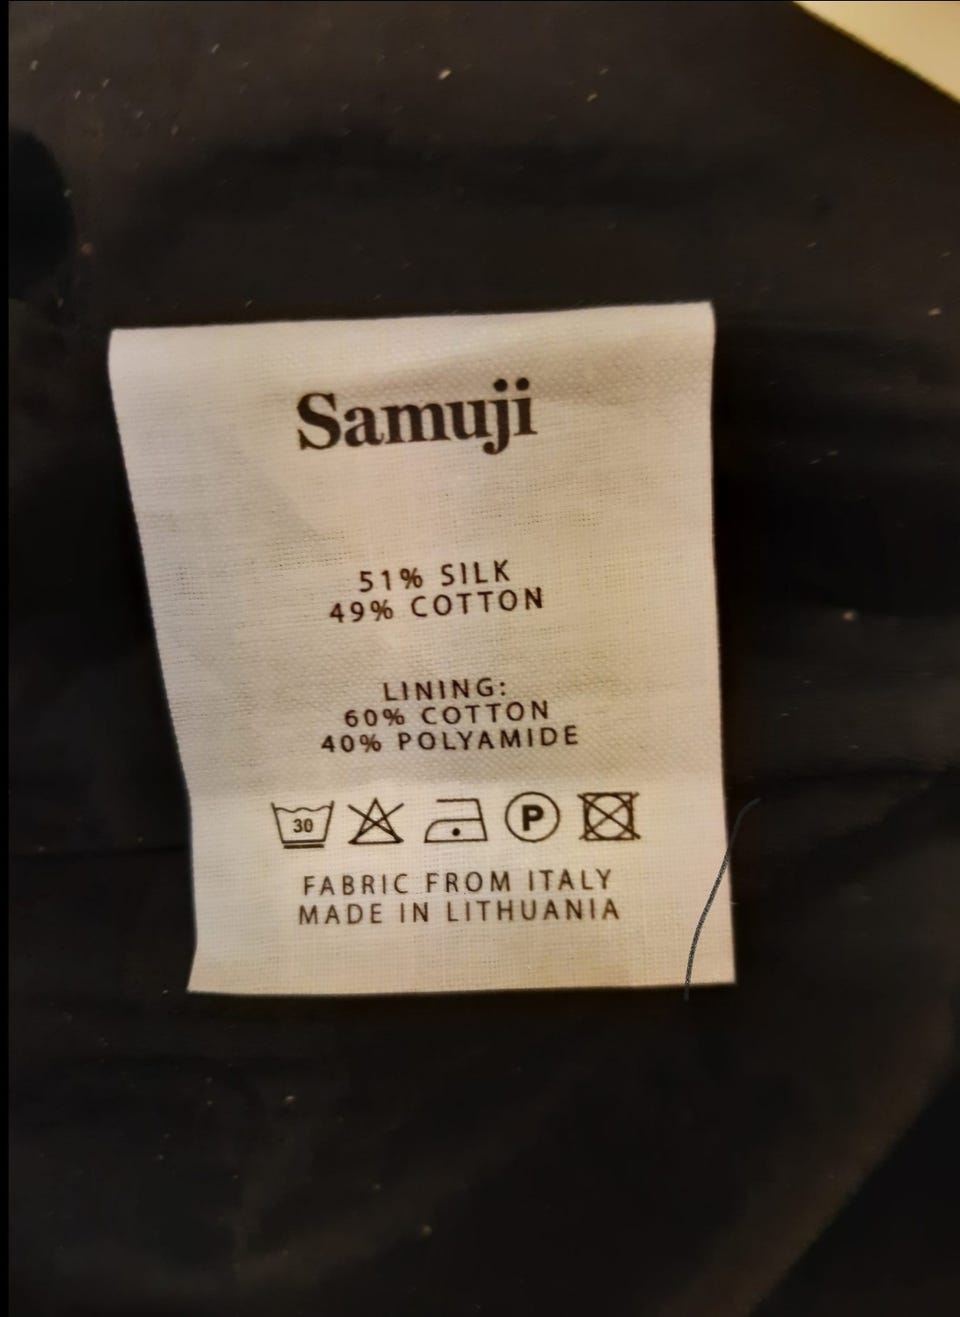 Samuji
51% SILK
49% COTTON
LINING:
60% COTTON
40% POLYAMIDE
30 P
FABRIC FROM ITALY
MADE IN LITHUANIA